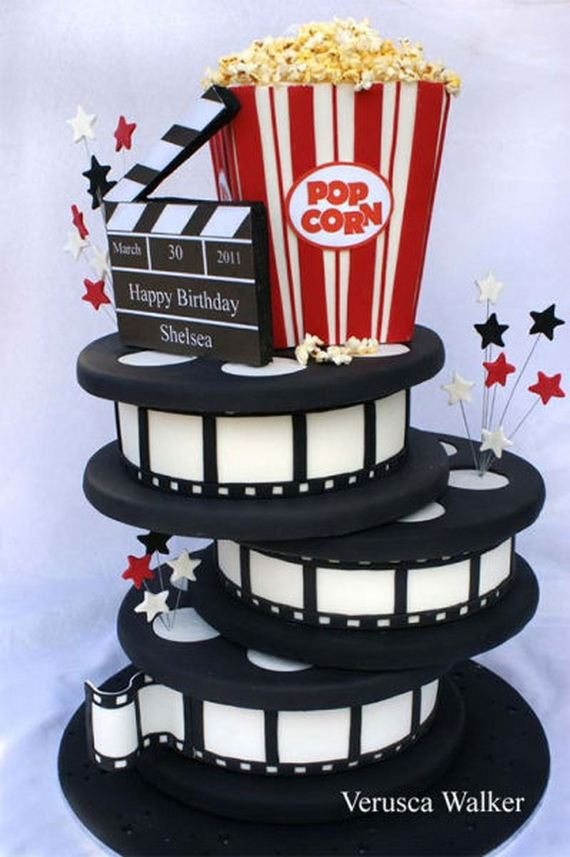 POP
CORN
March 30 2011
Happy Birthday
Shelsea
Verusca Walker